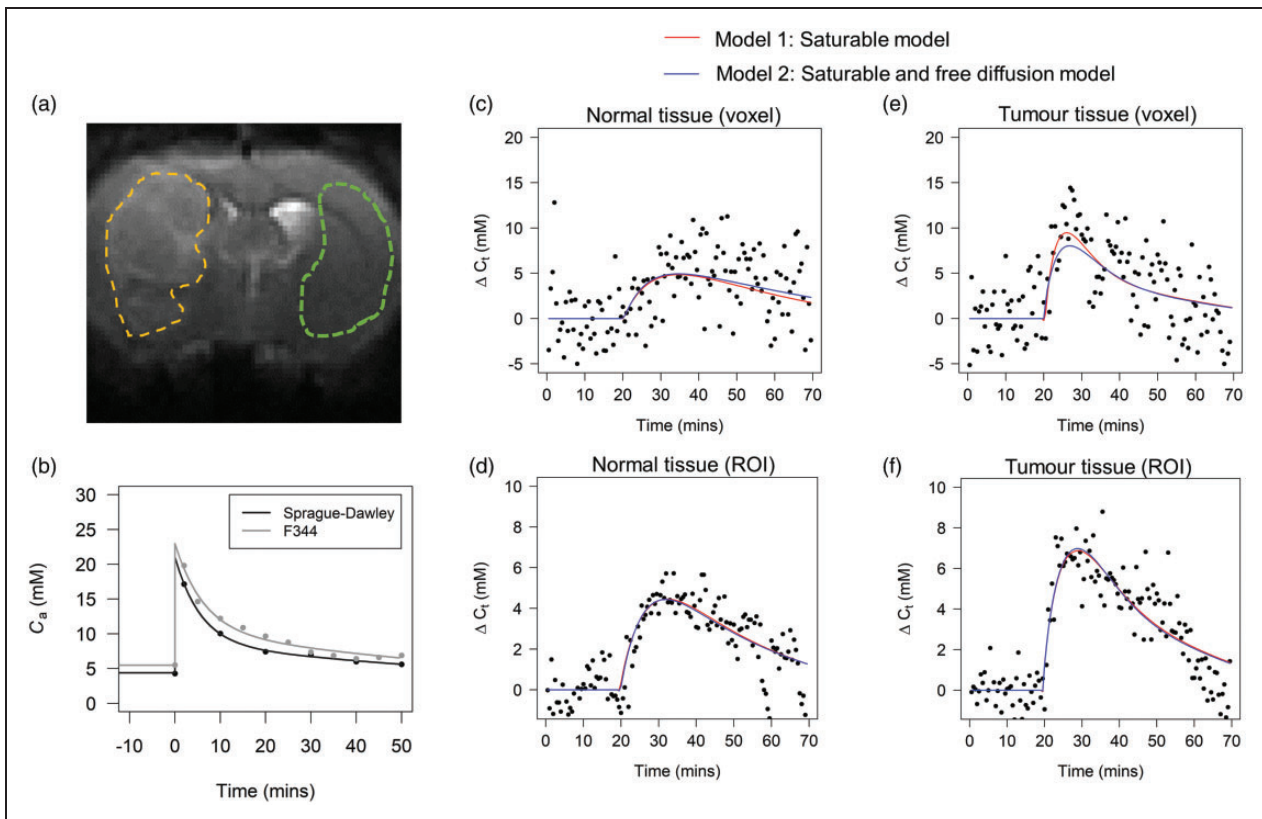 Model 1: Saturable model
Model 2: Saturable and free diffusion model
(a)
(b)
30
25
20
15
10
5
0
Cₐ (mM)
-10 0 10 20 30 40 50
Time (mins)
Sprague-Dawley
F344
(c)
Normal tissue (voxel)
20
15
10
5
0
-5
Δ Cₜ (mM)
0 10 20 30 40 50 60 70
Time (mins)
(d)
Normal tissue (ROI)
10
8
6
4
2
0
Δ Cₜ (mM)
0 10 20 30 40 50 60 70
Time (mins)
(e)
Tumour tissue (voxel)
20
15
10
5
0
-5
Δ Cₜ (mM)
0 10 20 30 40 50 60 70
Time (mins)
(f)
Tumour tissue (ROI)
10
8
6
4
2
0
Δ Cₜ (mM)
0 10 20 30 40 50 60 70
Time (mins)